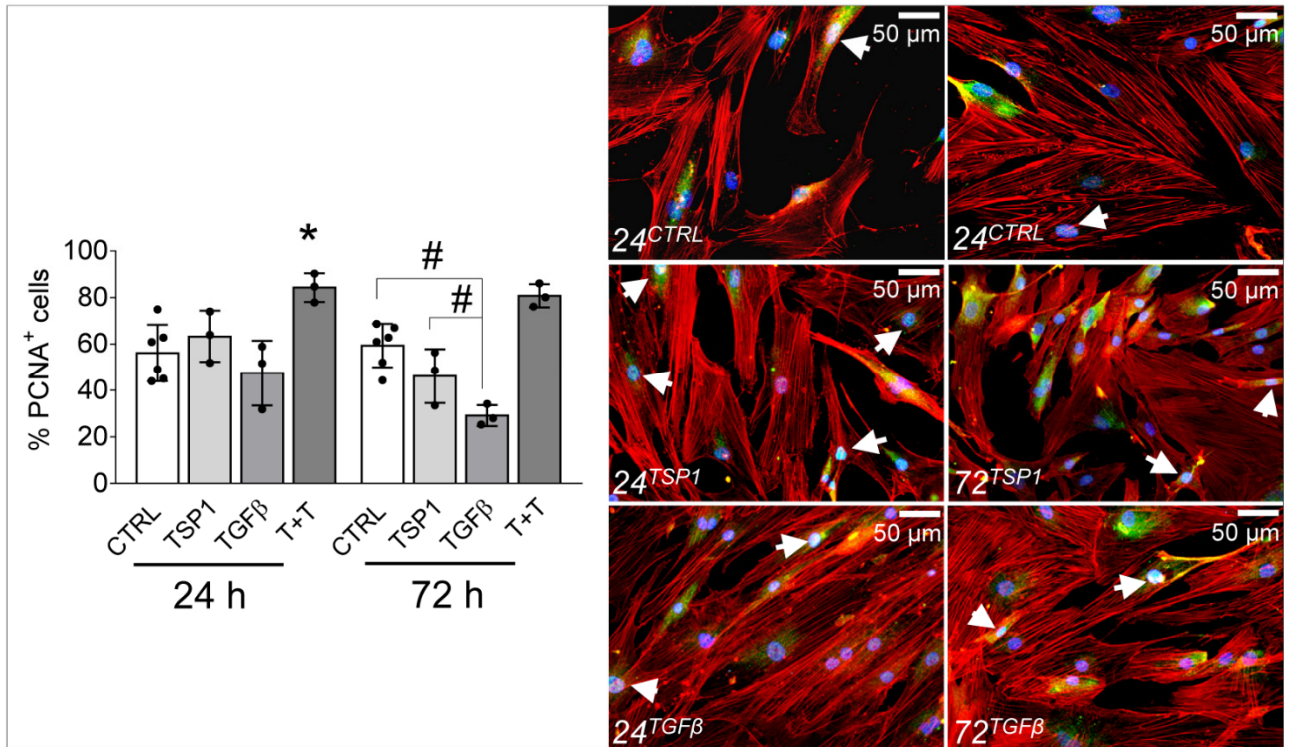 % PCNA+ cells
100
80
60
40
20
0
*
#
#
CTRL TSP1 TGFβ T+T CTRL TSP1 TGFβ T+T
24 h 72 h
50 µm
24CTRL
50 µm
24CTRL
50 µm
24TSP1
50 µm
72TSP1
50 µm
24TGFβ
50 µm
72TGFβ